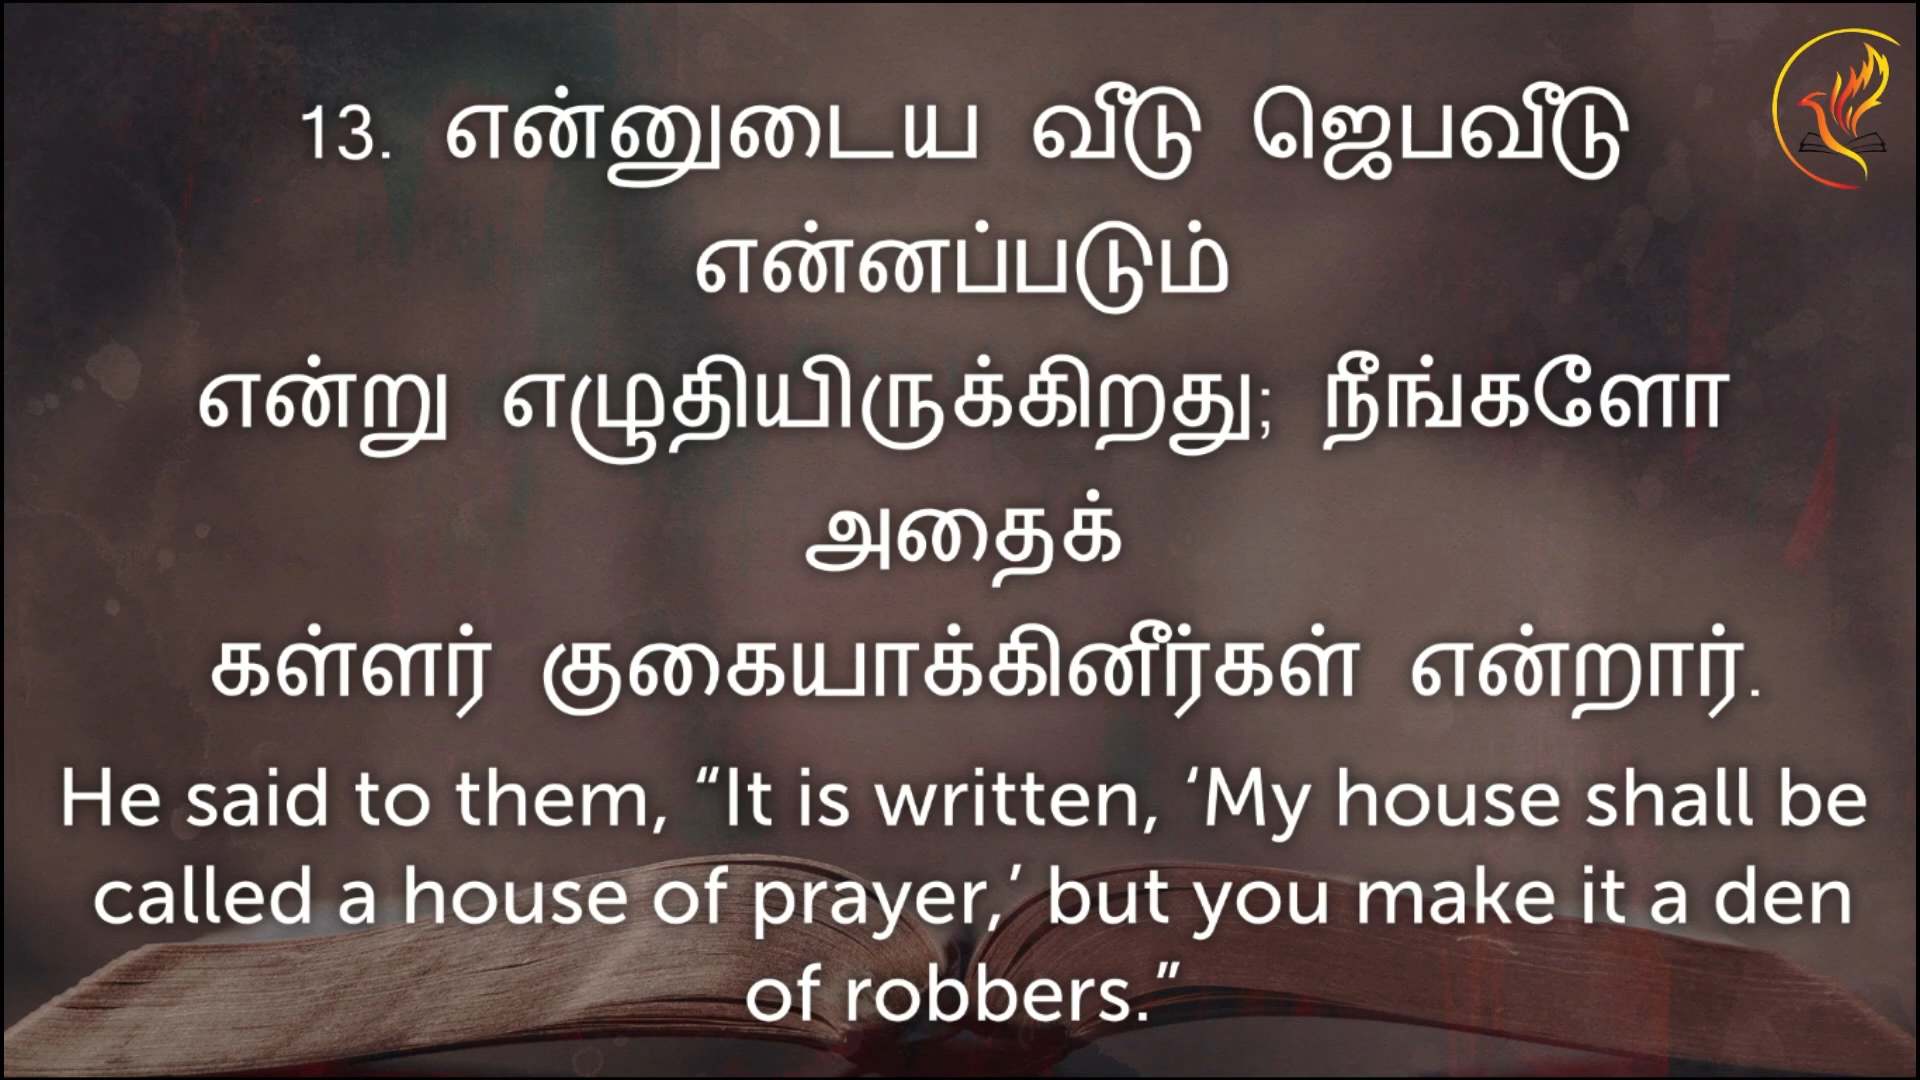 13. என்னுடைய வீடு ஜெபவீடு
என்னப்படும்
என்று எழுதியிருக்கிறது; நீங்களோ
அதைக்
கள்ளர் குகையாக்கினீர்கள் என்றார்.
He said to them, “It is written, ‘My house shall be
called a house of prayer,’ but you make it a den
of robbers.”